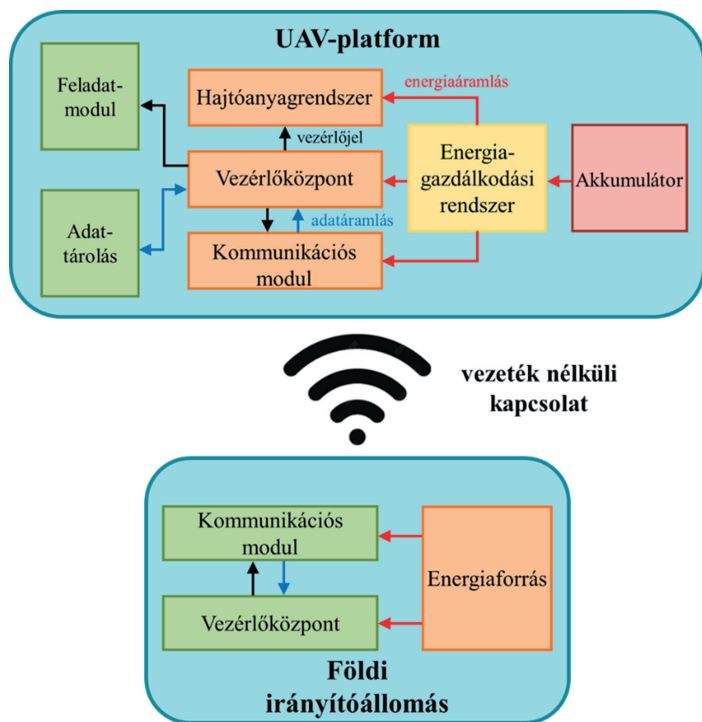 UAV-platform
Feladat-
modul
Hajtóanyagrendszer
energiaáramlás
vezérlőjel
Vezérlőközpont
Energia-
gazdálkodási
rendszer
Akkumulátor
Adat-
tárolás
adatáramlás
Kommunikációs
modul
vezeték nélküli
kapcsolat
Kommunikációs
modul
Energiaforrás
Vezérlőközpont
Földi
irányítóállomás